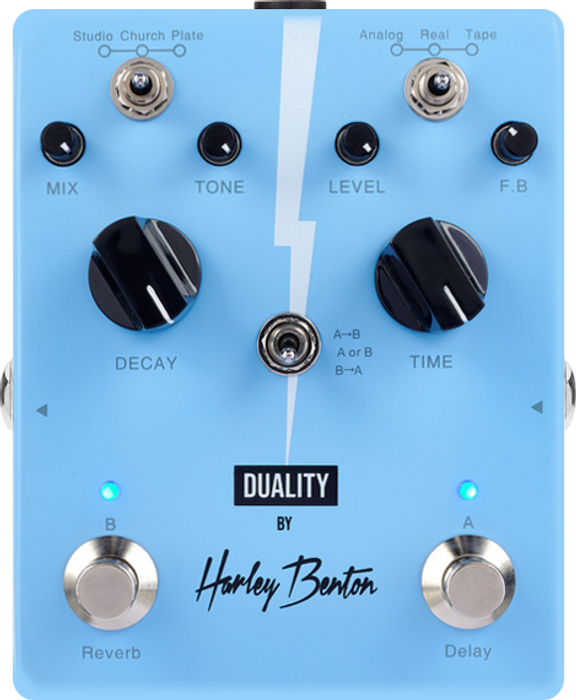 Studio Church Plate
Analog Real Tape
MIX
TONE
LEVEL
F.B
DECAY
TIME
A→B
A or B
B→A
DUALITY
BY
Harley Benton
B
A
Reverb
Delay